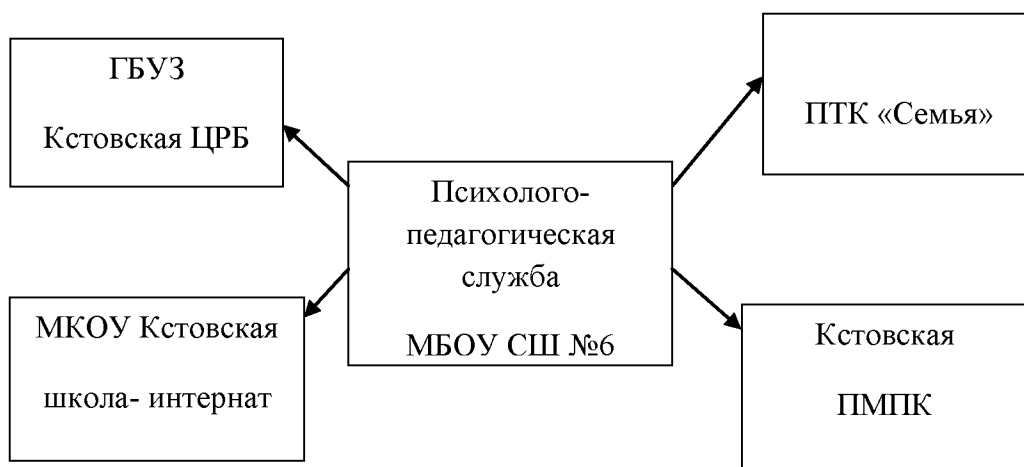 ГБУЗ
Кстовская ЦРБ
ПТК «Семья»
Психолого-
педагогическая
служба
МБОУ СШ №6
МКОУ Кстовская
школа- интернат
Кстовская
ПМПК